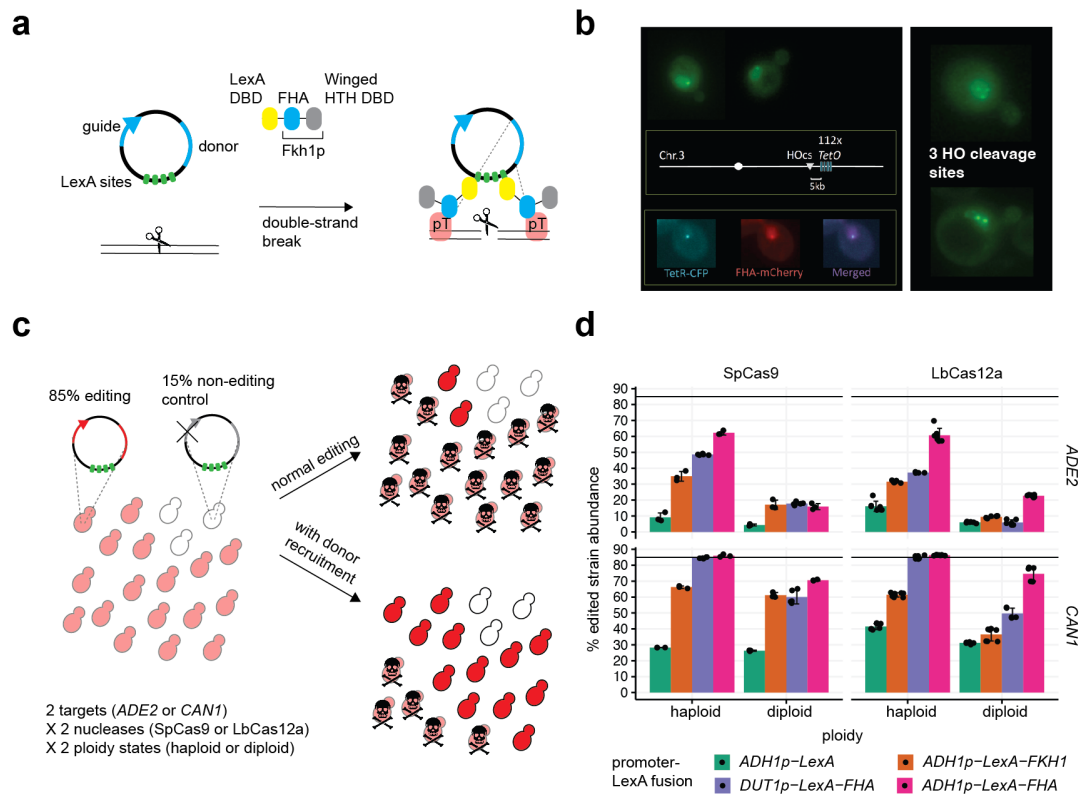 a
LexA
DBD
FHA
Winged
HTH DBD
Fkh1p
guide
donor
LexA sites
double-strand
break
pT
pT
b
Chr.3
HOcs
112x
TetO
5kb
TetR-CFP
FHA-mCherry
Merged
3 HO cleavage
sites
c
85% editing
15% non-editing
control
normal editing
with donor
recruitment
2 targets (ADE2 or CAN1)
X 2 nucleases (SpCas9 or LbCas12a)
X 2 ploidy states (haploid or diploid)
d
SpCas9
LbCas12a
% edited strain abundance
90
80
70
60
50
40
30
20
10
0
ADE2
90
80
70
60
50
40
30
20
10
0
CAN1
haploid
diploid
haploid
diploid
ploidy
promoter-
LexA fusion
ADH1p−LexA
ADH1p−LexA−FKH1
DUT1p−LexA−FHA
ADH1p−LexA−FHA